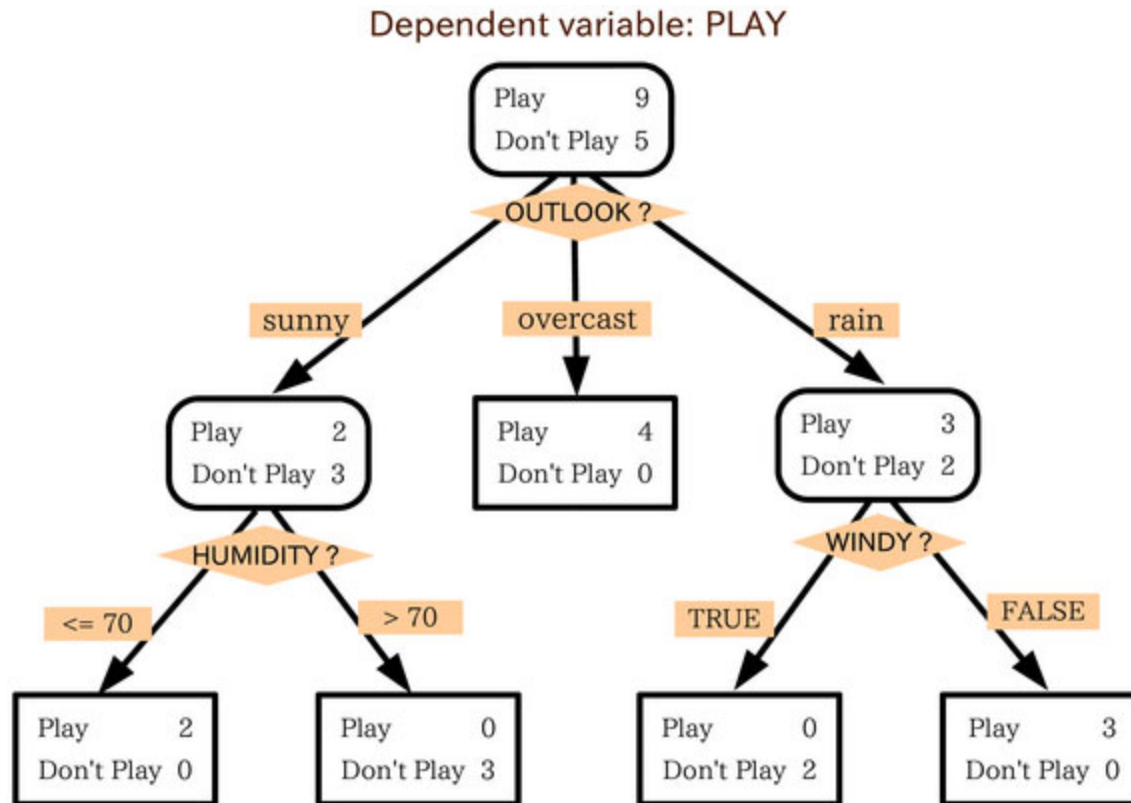 Dependent variable: PLAY
Play 9
Don't Play 5
OUTLOOK ?
sunny
overcast
rain
Play 2
Don't Play 3
Play 4
Don't Play 0
Play 3
Don't Play 2
HUMIDITY ?
WINDY ?
<= 70
> 70
TRUE
FALSE
Play 2
Don't Play 0
Play 0
Don't Play 3
Play 0
Don't Play 2
Play 3
Don't Play 0